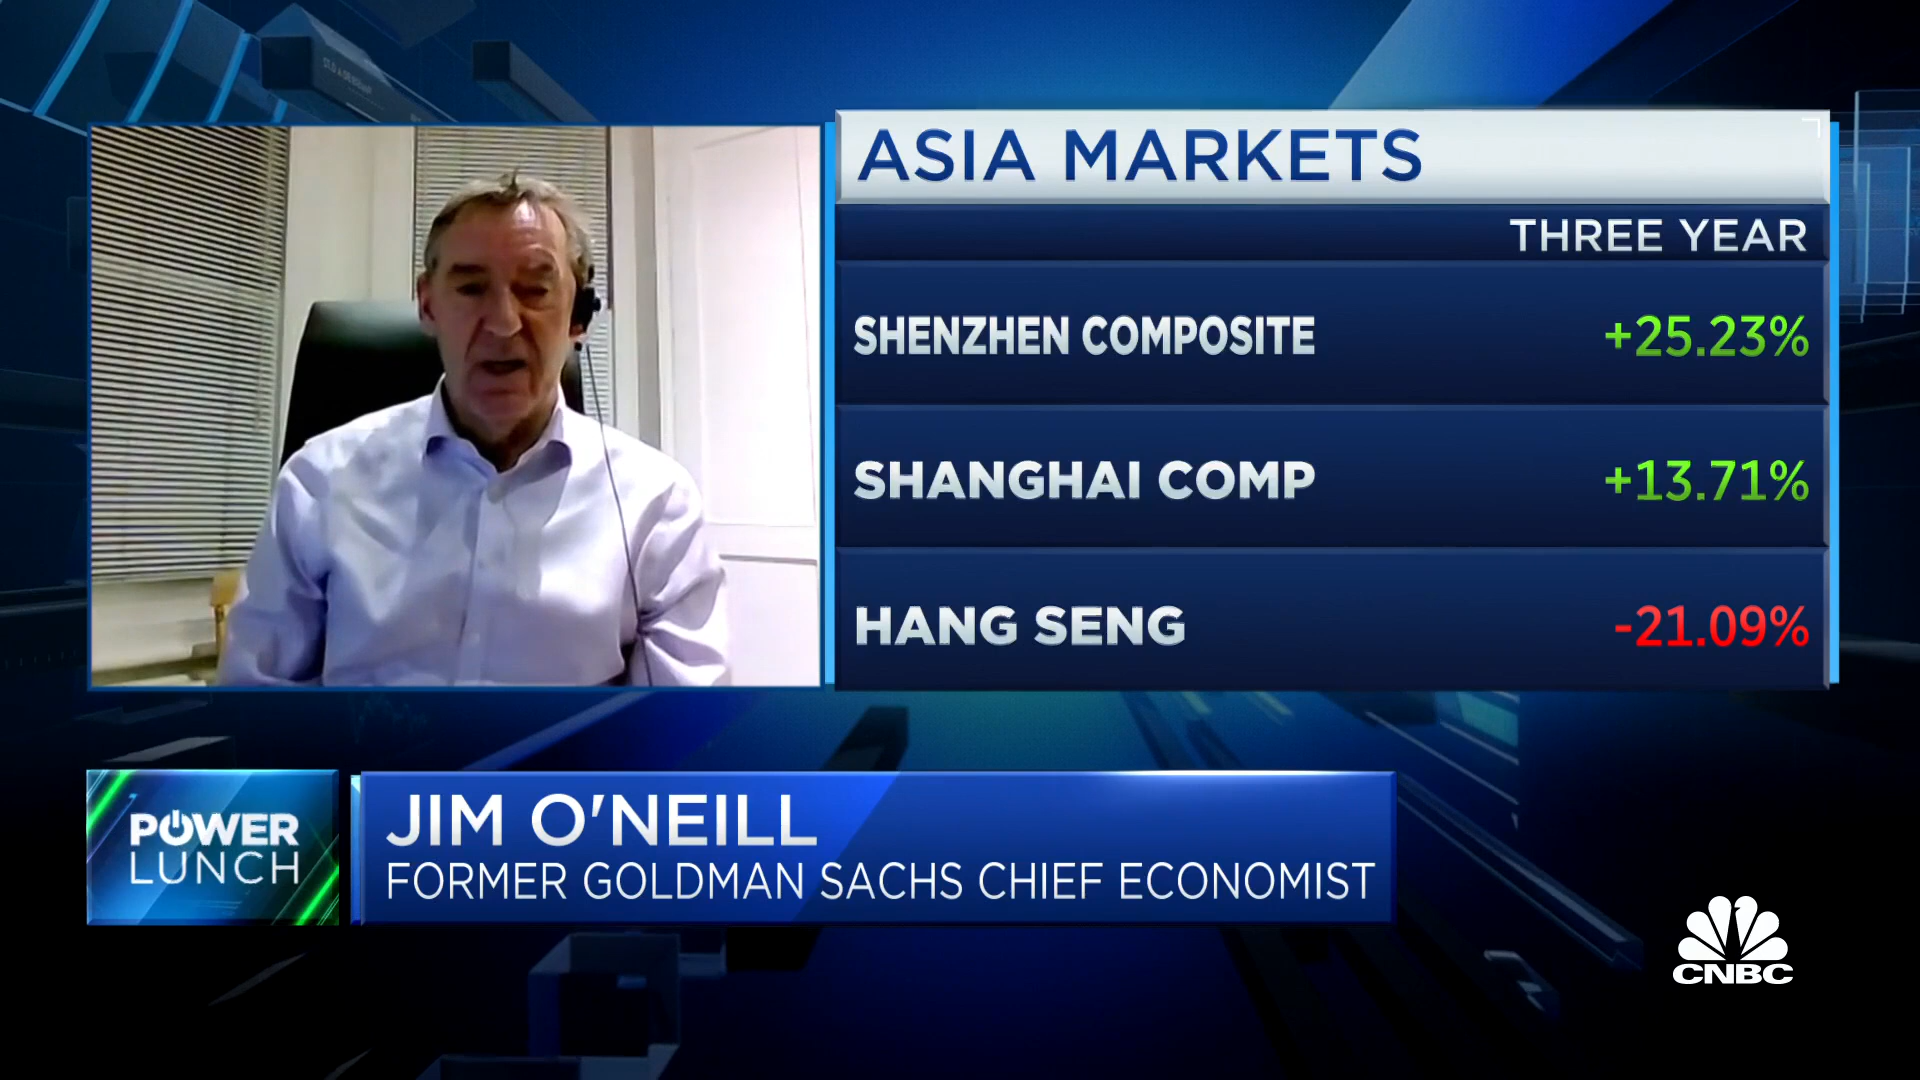 ASIA MARKETS
THREE YEAR
SHENZHEN COMPOSITE +25.23%
SHANGHAI COMP +13.71%
HANG SENG -21.09%
POWER
LUNCH
JIM O'NEILL
FORMER GOLDMAN SACHS CHIEF ECONOMIST
CNBC